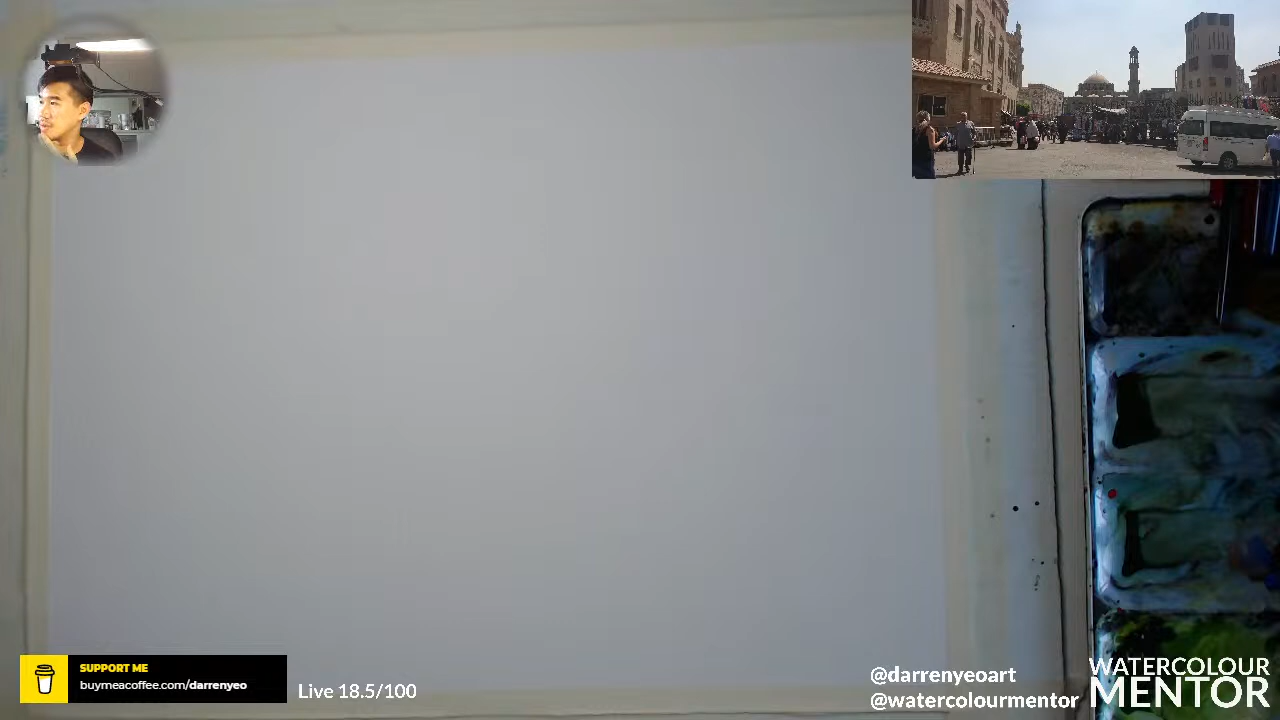 SUPPORT ME
buymeacoffee.com/darrenyeo
Live 18.5/100
@darrenyeoart
@watercolourmentor
WATERCOLOUR
MENTOR